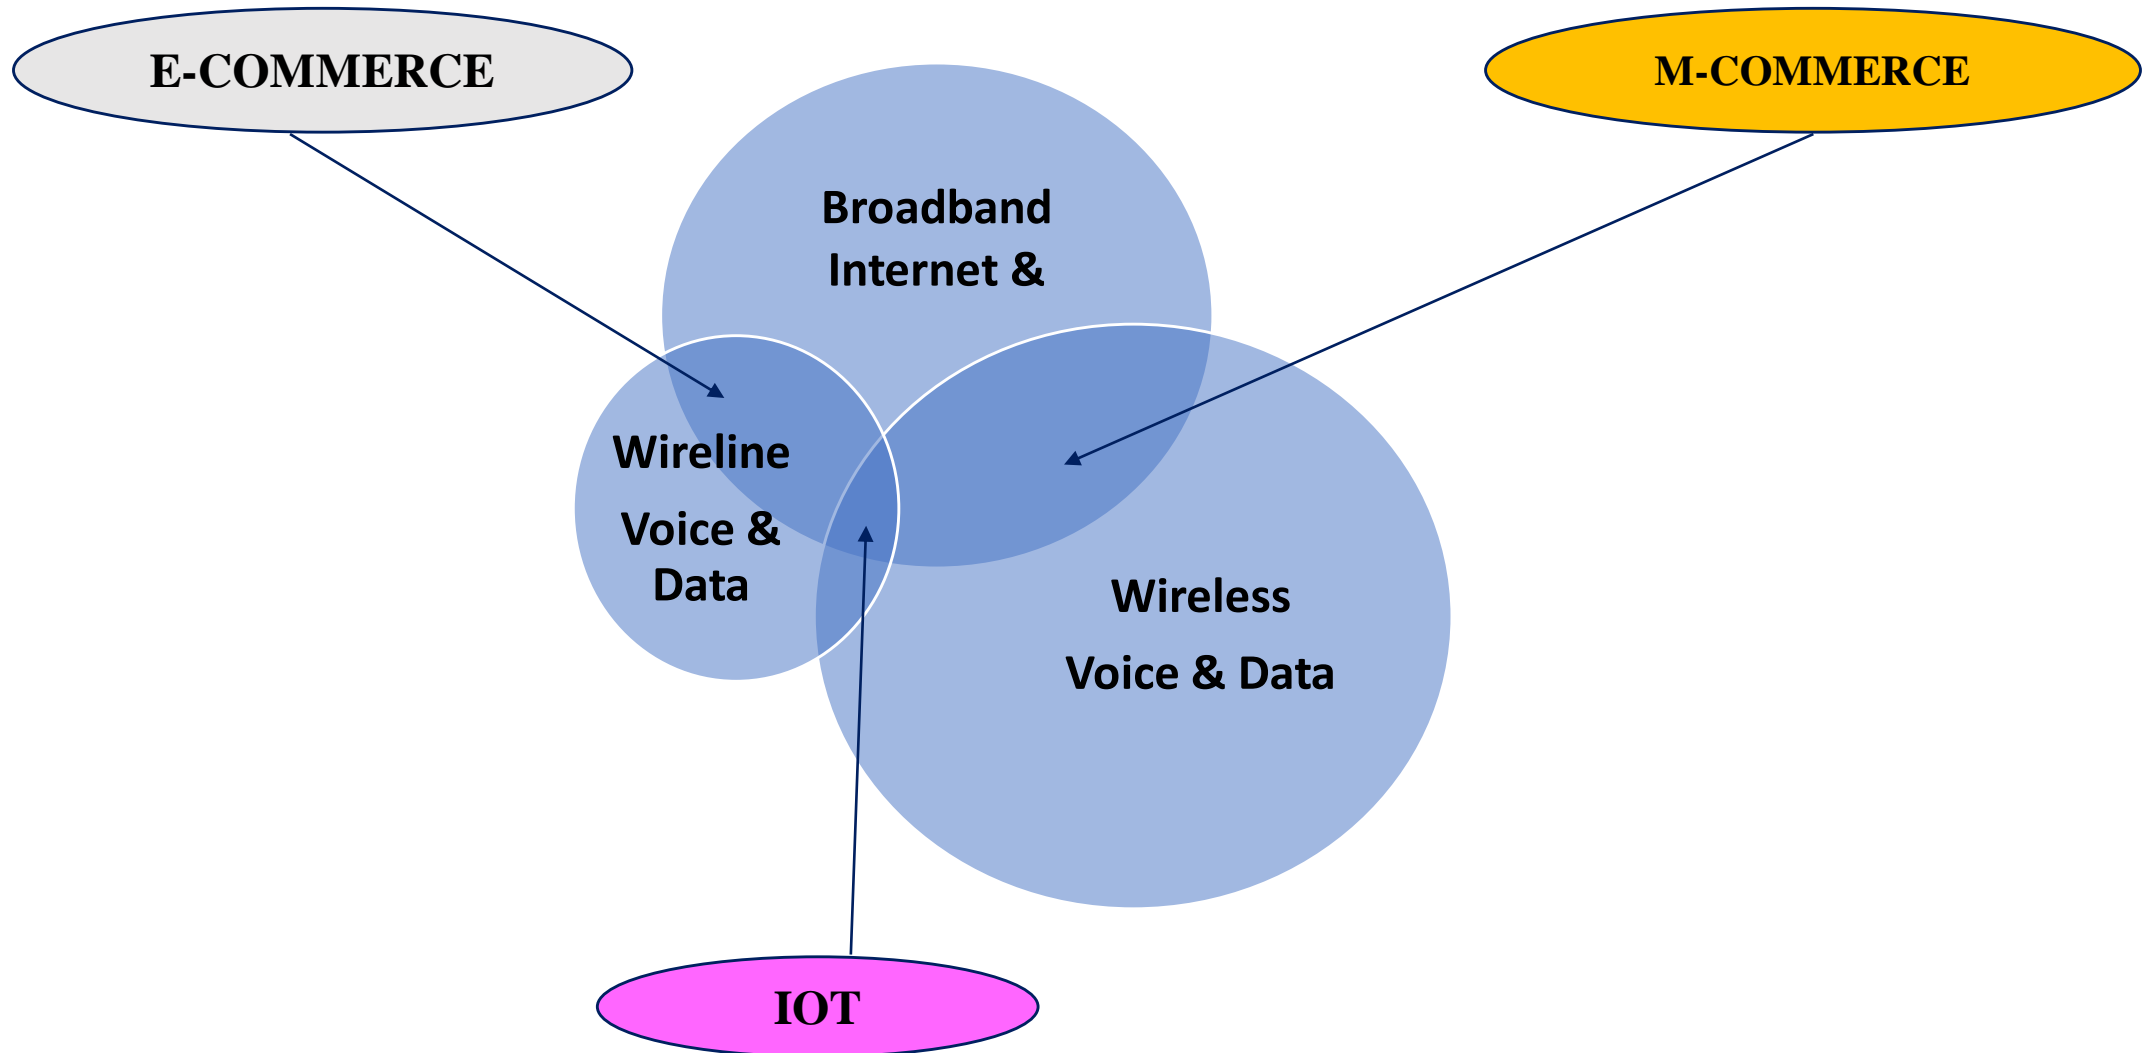 E-COMMERCE
M-COMMERCE
Broadband
Internet &
Wireline
Voice &
Data
Wireless
Voice & Data
IOT